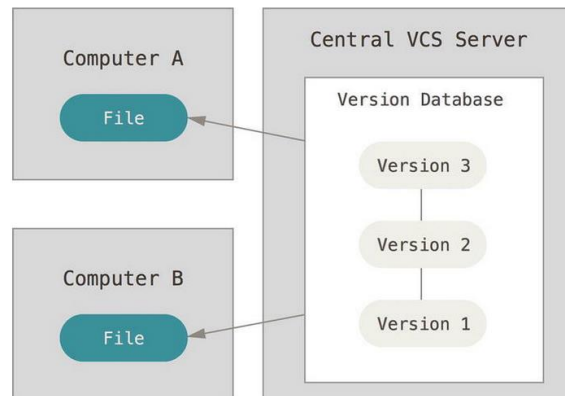 Computer A
File
Computer B
File
Central VCS Server
Version Database
Version 3
Version 2
Version 1